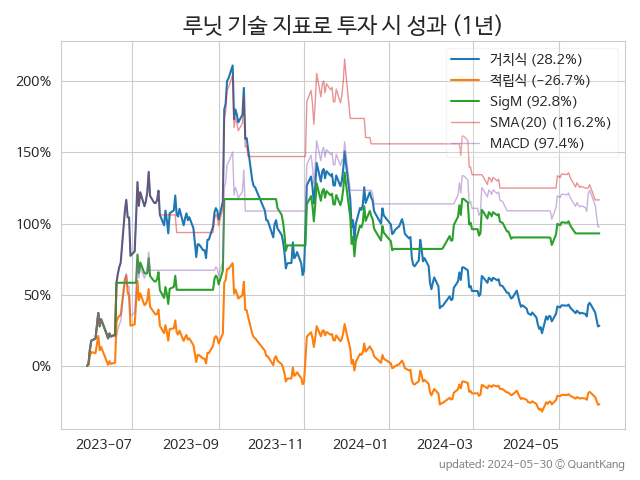 루닛 기술 지표로 투자 시 성과 (1년)
거치식 (28.2%)
적립식 (−26.7%)
SigM (92.8%)
SMA(20) (116.2%)
MACD (97.4%)
200%
150%
100%
50%
0%
2023-07 2023-09 2023-11 2024-01 2024-03 2024-05
updated: 2024-05-30 © QuantKang